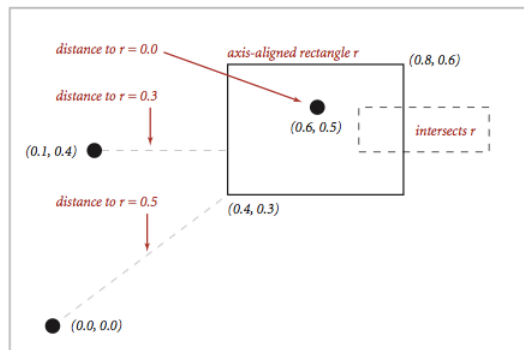 distance to r = 0.0
axis-aligned rectangle r
(0.8, 0.6)
distance to r = 0.3
(0.6, 0.5)
intersects r
(0.1, 0.4)
distance to r = 0.5
(0.4, 0.3)
(0.0, 0.0)